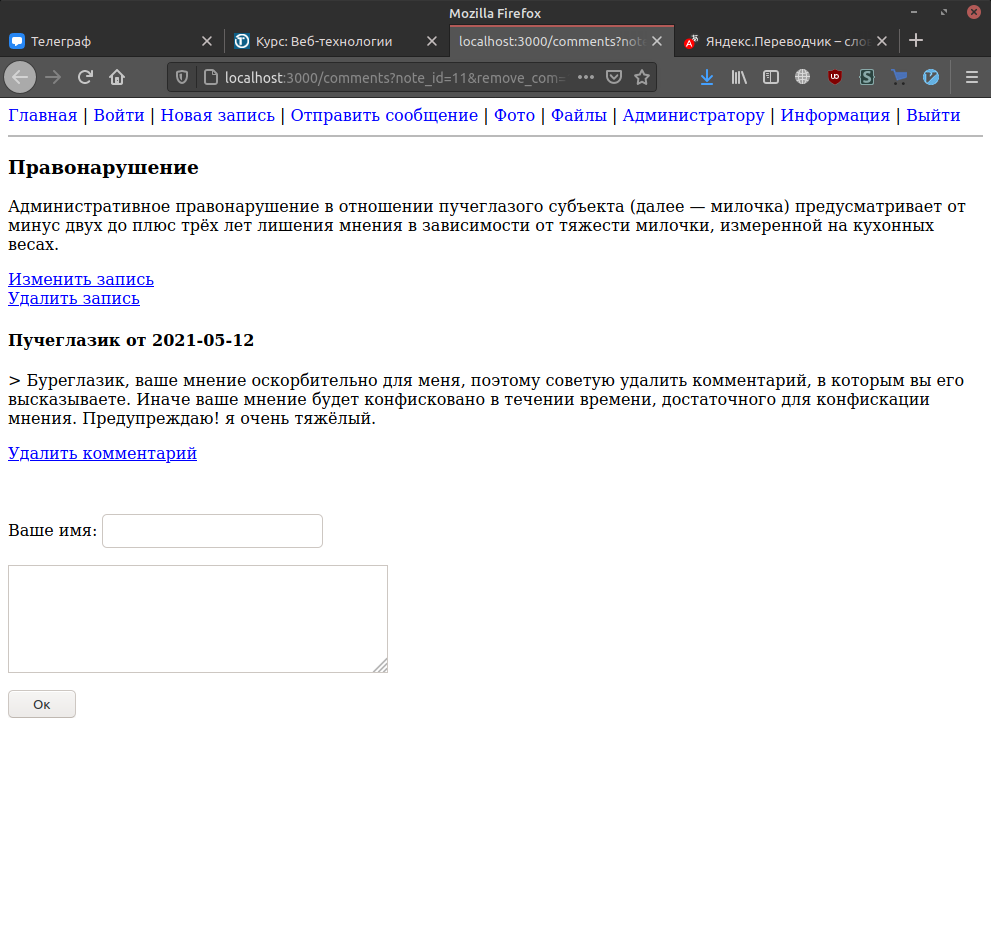 Mozilla Firefox
Телеграф
Курс: Веб-технологии
localhost:3000/comments?not
Яндекс.Переводчик – сло
localhost:3000/comments?note_id=11&remove_com=
Главная | Войти | Новая запись | Отправить сообщение | Фото | Файлы | Администратору | Информация | Выйти
Правонарушение
Административное правонарушение в отношении пучеглазого субъекта (далее — милочка) предусматривает от
минус двух до плюс трёх лет лишения мнения в зависимости от тяжести милочки, измеренной на кухонных
весах.
Изменить запись
Удалить запись
Пучеглазик от 2021-05-12
> Буреглазик, ваше мнение оскорбительно для меня, поэтому советую удалить комментарий, в котором вы его
высказываете. Иначе ваше мнение будет конфисковано в течении времени, достаточного для конфискации
мнения. Предупреждаю! я очень тяжёлый.
Удалить комментарий
Ваше имя:
Ок